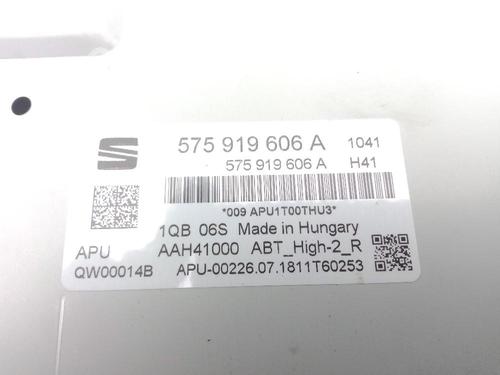 575 919 606 A 1041
575 919 606 A H41
*009 APU1T00THU3*
1QB 06S Made in Hungary
APU AAH41000 ABT_High-2_R
QW00014B APU-00226.07.1811T60253